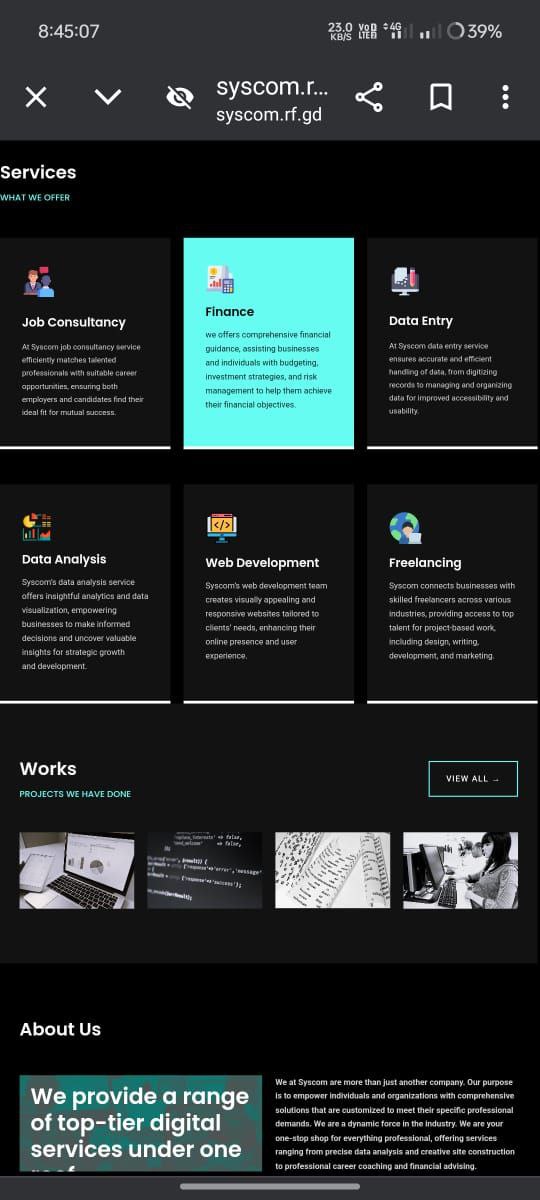 8:45:07
23.0 KB/S VoD LTE 4G 39%
syscom.r...
syscom.rf.gd
Services
WHAT WE OFFER
Job Consultancy
At Syscom job consultancy service
efficiently matches talented
professionals with suitable career
opportunities, ensuring both
employers and candidates find their
ideal fit for mutual success.
Finance
we offers comprehensive financial
guidance, assisting businesses
and individuals with budgeting,
investment strategies, and risk
management to help them achieve
their financial objectives.
Data Entry
At Syscom data entry service
ensures accurate and efficient
handling of data, from digitizing
records to managing and organizing
data for improved accessibility and
usability.
Data Analysis
Syscom's data analysis service
offers insightful analytics and data
visualization, empowering
businesses to make informed
decisions and uncover valuable
insights for strategic growth
and development.
Web Development
Syscom's web development team
creates visually appealing and
responsive websites tailored to
clients' needs, enhancing their
online presence and user
experience.
Freelancing
Syscom connects businesses with
skilled freelancers across various
industries, providing access to top
talent for project-based work,
including design, writing,
development, and marketing.
Works
PROJECTS WE HAVE DONE
VIEW ALL →
=> false,
=> false,
['response'=>'error','message'
['response'=>'success']);
About Us
We provide a range
of top-tier digital
services under one
We at Syscom are more than just another company. Our purpose
is to empower individuals and organizations with comprehensive
solutions that are customized to meet their specific professional
demands. We are a dynamic force in the industry. We are your
one-stop shop for everything professional, offering services
ranging from precise data analysis and creative site construction
to professional career coaching and financial advising.